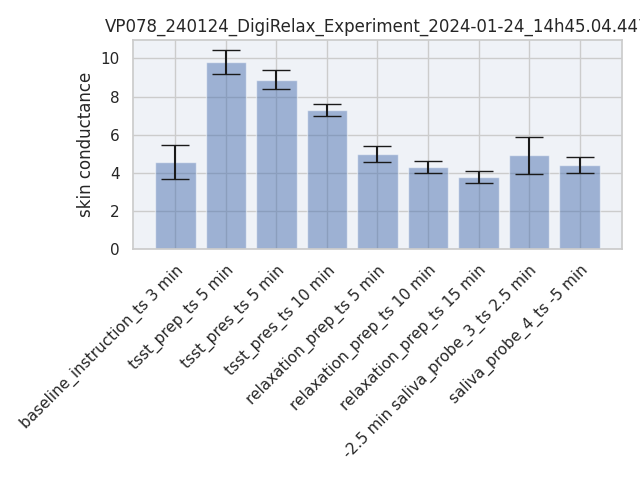 VP078_240124_DigiRelax_Experiment_2024-01-24_14h45.04.44
skin conductance
10
8
6
4
2
0
baseline_instruction_ts 3 min
tsst_prep_ts 5 min
tsst_pres_ts 5 min
tsst_pres_ts 10 min
relaxation_prep_ts 5 min
relaxation_prep_ts 10 min
relaxation_prep_ts 15 min
-2.5 min saliva_probe_3_ts 2.5 min
saliva_probe_4_ts -5 min